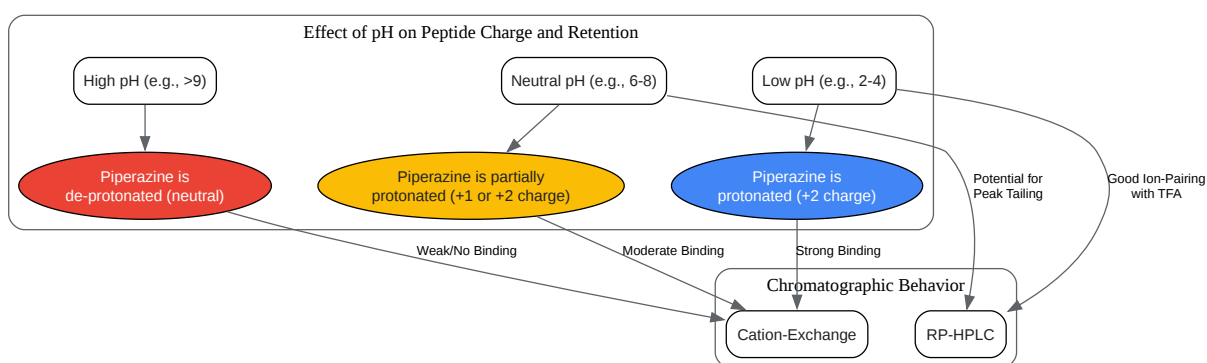 Effect of pH on Peptide Charge and Retention
High pH (e.g., >9)
Neutral pH (e.g., 6-8)
Low pH (e.g., 2-4)
Piperazine is
de-protonated (neutral)
Piperazine is partially
protonated (+1 or +2 charge)
Piperazine is
protonated (+2 charge)
Potential for
Peak Tailing
Good Ion-Pairing
with TFA
Weak/No Binding
Moderate Binding
Strong Binding
Chromatographic Behavior
Cation-Exchange
RP-HPLC